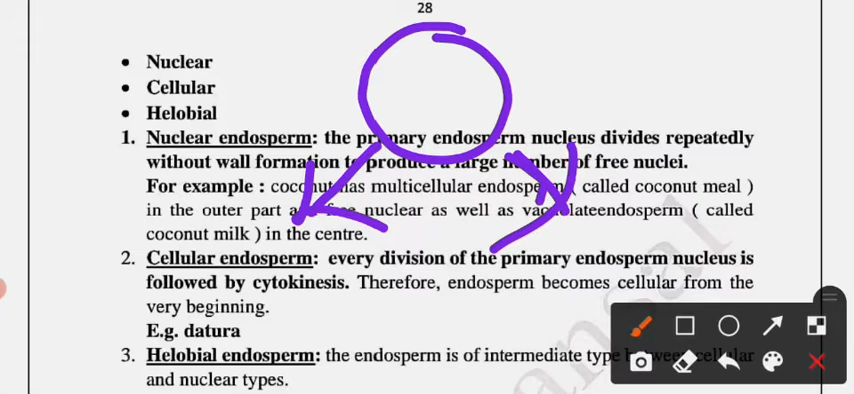 28
• Nuclear
• Cellular
• Helobial
1. Nuclear endosperm: the primary endosperm nucleus divides repeatedly
without wall formation to produce a large number of free nuclei.
For example : coconut has multicellular endosperm ( called coconut meal )
in the outer part and free nuclear as well as vacuolateendosperm ( called
coconut milk ) in the centre.
2. Cellular endosperm: every division of the primary endosperm nucleus is
followed by cytokinesis. Therefore, endosperm becomes cellular from the
very beginning.
E.g. datura
3. Helobial endosperm: the endosperm is of intermediate type between cellular
and nuclear types.
ansal